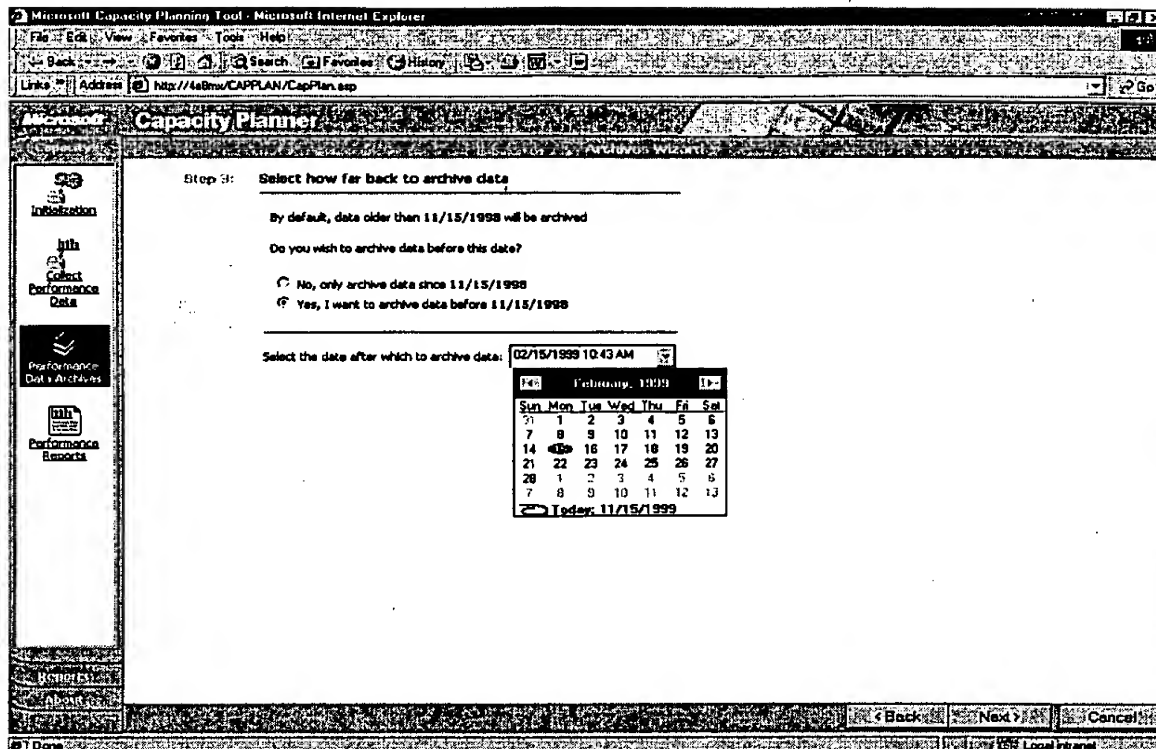 Microsoft Capacity Planning Tool - Microsoft Internet Explorer
File Edit View Favorites Tools Help
Back Search Favorites History
Links Address http://4a8mx/CAPPLAN/CapPlan.asp Go
Microsoft Capacity Planner
Archives Wizard
Initialization
Collect
Performance
Data
Performance
Data Archives
Performance
Reports
Reports
About
Step 3: Select how far back to archive data
By default, data older than 11/15/1998 will be archived
Do you wish to archive data before this date?
No, only archive data since 11/15/1998
Yes, I want to archive data before 11/15/1998
Select the date after which to archive data: 02/15/1999 10:43 AM
February, 1999
Sun Mon Tue Wed Thu Fri Sat
31 1 2 3 4 5 6
7 8 9 10 11 12 13
14 15 16 17 18 19 20
21 22 23 24 25 26 27
28 1 2 3 4 5 6
7 8 9 10 11 12 13
Today: 11/15/1999
< Back Next > Cancel
Done Local intranet